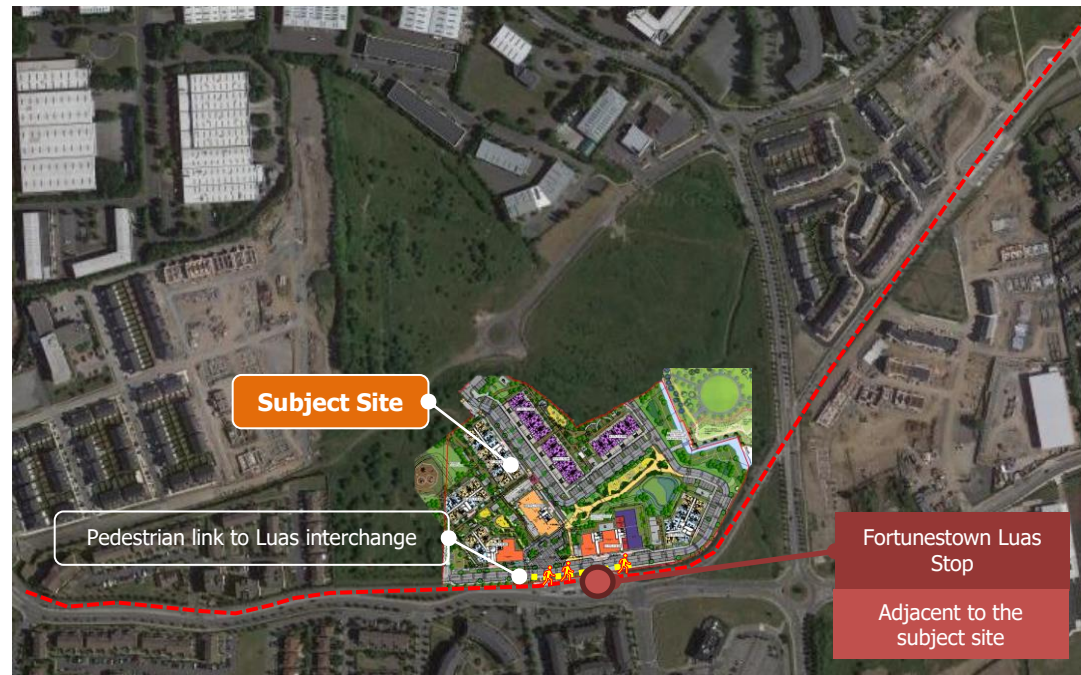 Subject Site
Pedestrian link to Luas interchange
Fortunestown Luas
Stop
Adjacent to the
subject site